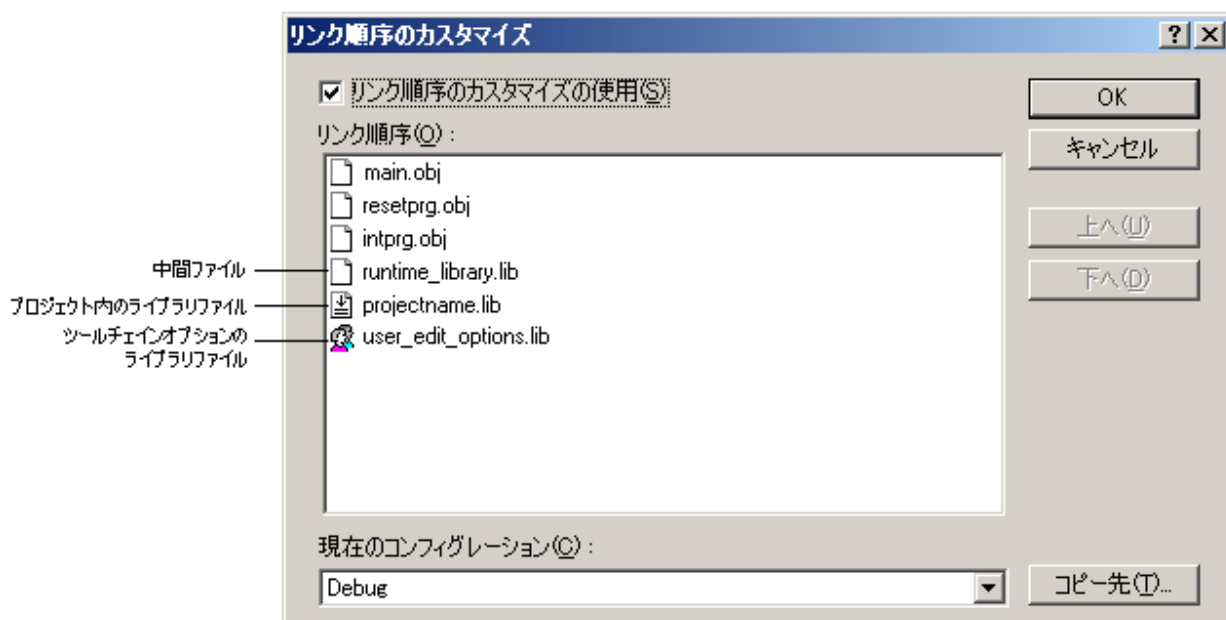 リンク順序のカスタマイズ
リンク順序のカスタマイズの使用(S)
OK
リンク順序(O) :
キャンセル
main.obj
resetprg.obj
上へ(U)
intprg.obj
中間ファイル
runtime_library.lib
下へ(D)
プロジェクト内のライブラリファイル
projectname.lib
ツールチェインオプションの
ライブラリファイル
user_edit_options.lib
現在のコンフィグレーション(C) :
Debug
コピー先(T)...